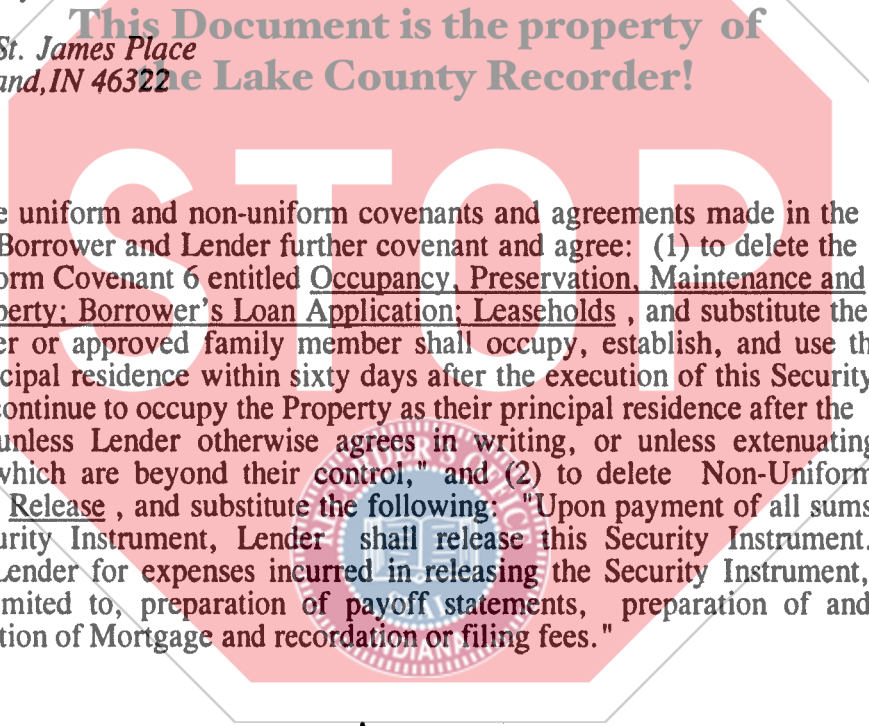 This Document is the property of
St. James Place
the Lake County Recorder!
and, IN 46322
STOP
e uniform and non-uniform covenants and agreements made in the
Borrower and Lender further covenant and agree: (1) to delete the
orm Covenant 6 entitled Occupancy, Preservation, Maintenance and
perty; Borrower's Loan Application; Leaseholds , and substitute the
er or approved family member shall occupy, establish, and use th
cipal residence within sixty days after the execution of this Security
continue to occupy the Property as their principal residence after the
unless Lender otherwise agrees in writing, or unless extenuating
which are beyond their control," and (2) to delete Non-Uniform
Release , and substitute the following: "Upon payment of all sums
urity Instrument, Lender shall release this Security Instrument.
Lender for expenses incurred in releasing the Security Instrument,
mited to, preparation of payoff statements, preparation of and
tion of Mortgage and recordation or filing fees."
INDIANA